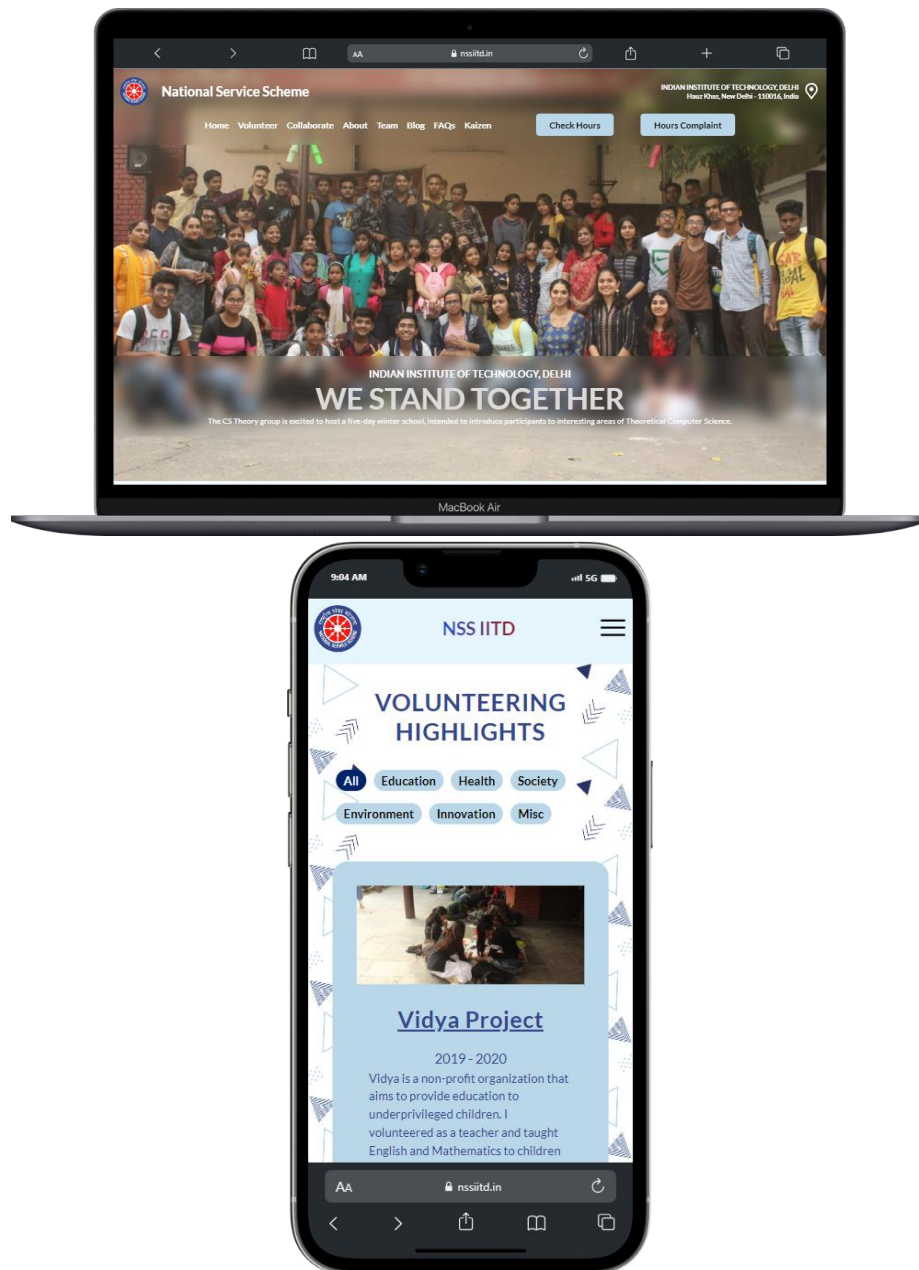 AA nssiitd.in
National Service Scheme
INDIAN INSTITUTE OF TECHNOLOGY, DELHI
Hauz Khas, New Delhi - 110016, India
Home Volunteer Collaborate About Team Blog FAQs Kaizen Check Hours Hours Complaint
INDIAN INSTITUTE OF TECHNOLOGY, DELHI
WE STAND TOGETHER
The CS Theory group is excited to host a five-day winter school, intended to introduce participants to interesting areas of Theoretical Computer Science.
MacBook Air
9:04 AM 5G
NSS IITD
VOLUNTEERING
HIGHLIGHTS
All Education Health Society
Environment Innovation Misc
Vidya Project
2019 - 2020
Vidya is a non-profit organization that
aims to provide education to
underprivileged children. I
volunteered as a teacher and taught
English and Mathematics to children
AA nssiitd.in